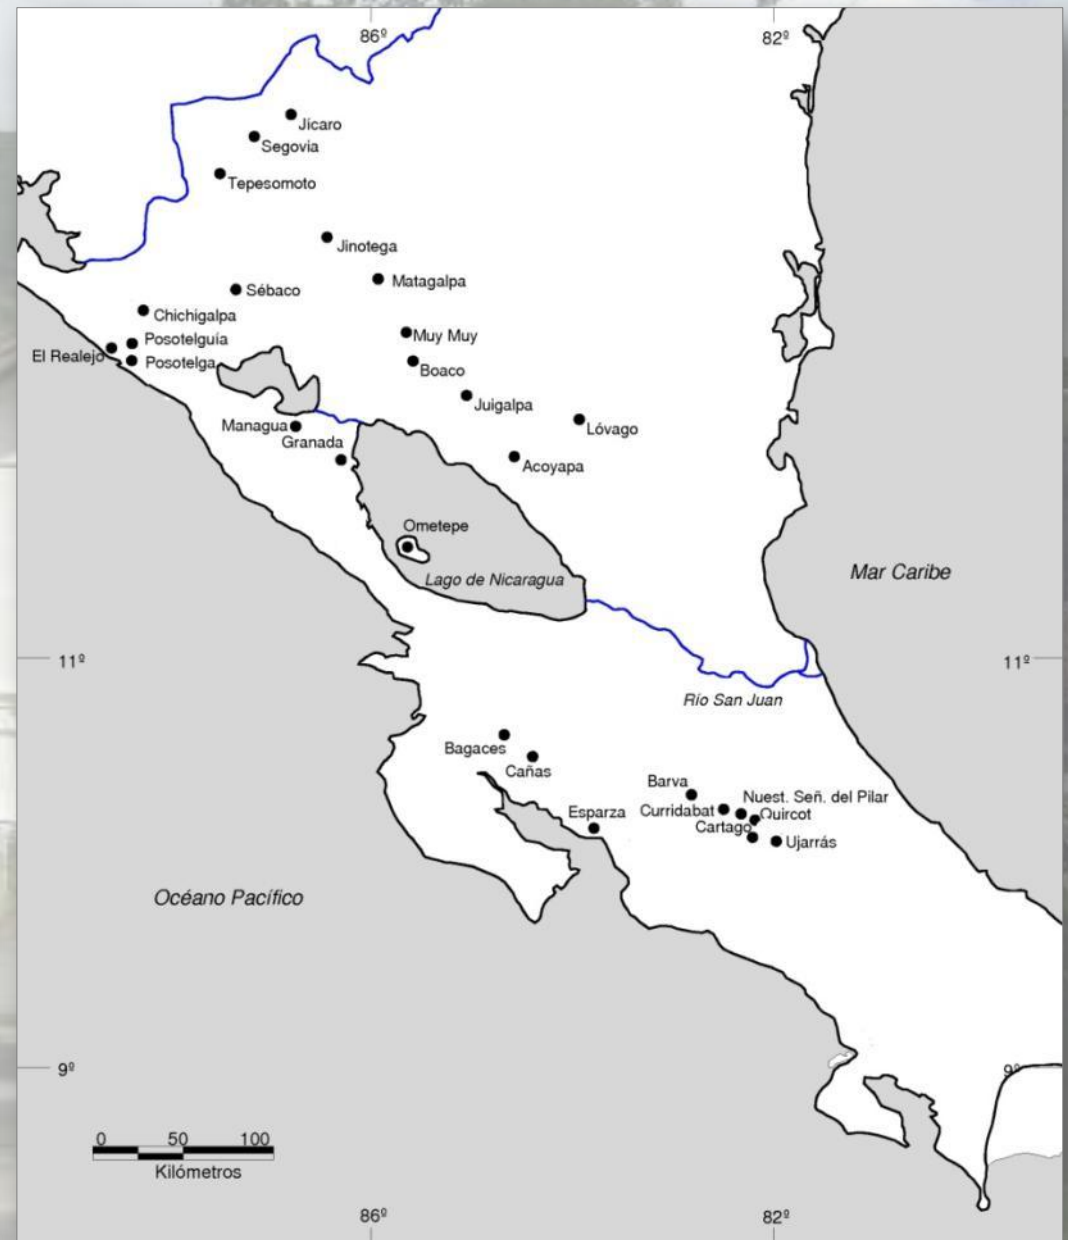 86º
82º
Jícaro
Segovia
Tepesomoto
Jinotega
Matagalpa
Sébaco
Chichigalpa
Posotelguía
El Realejo
Posotelga
Muy Muy
Boaco
Juigalpa
Lóvago
Managua
Granada
Acoyapa
Ometepe
Lago de Nicaragua
Mar Caribe
11º
11º
Río San Juan
Bagaces
Cañas
Barva
Nuest. Señ. del Pilar
Esparza
Curridabat
Quircot
Cartago
Ujarrás
Océano Pacífico
9º
9º
0 50 100
Kilómetros
86º
82º